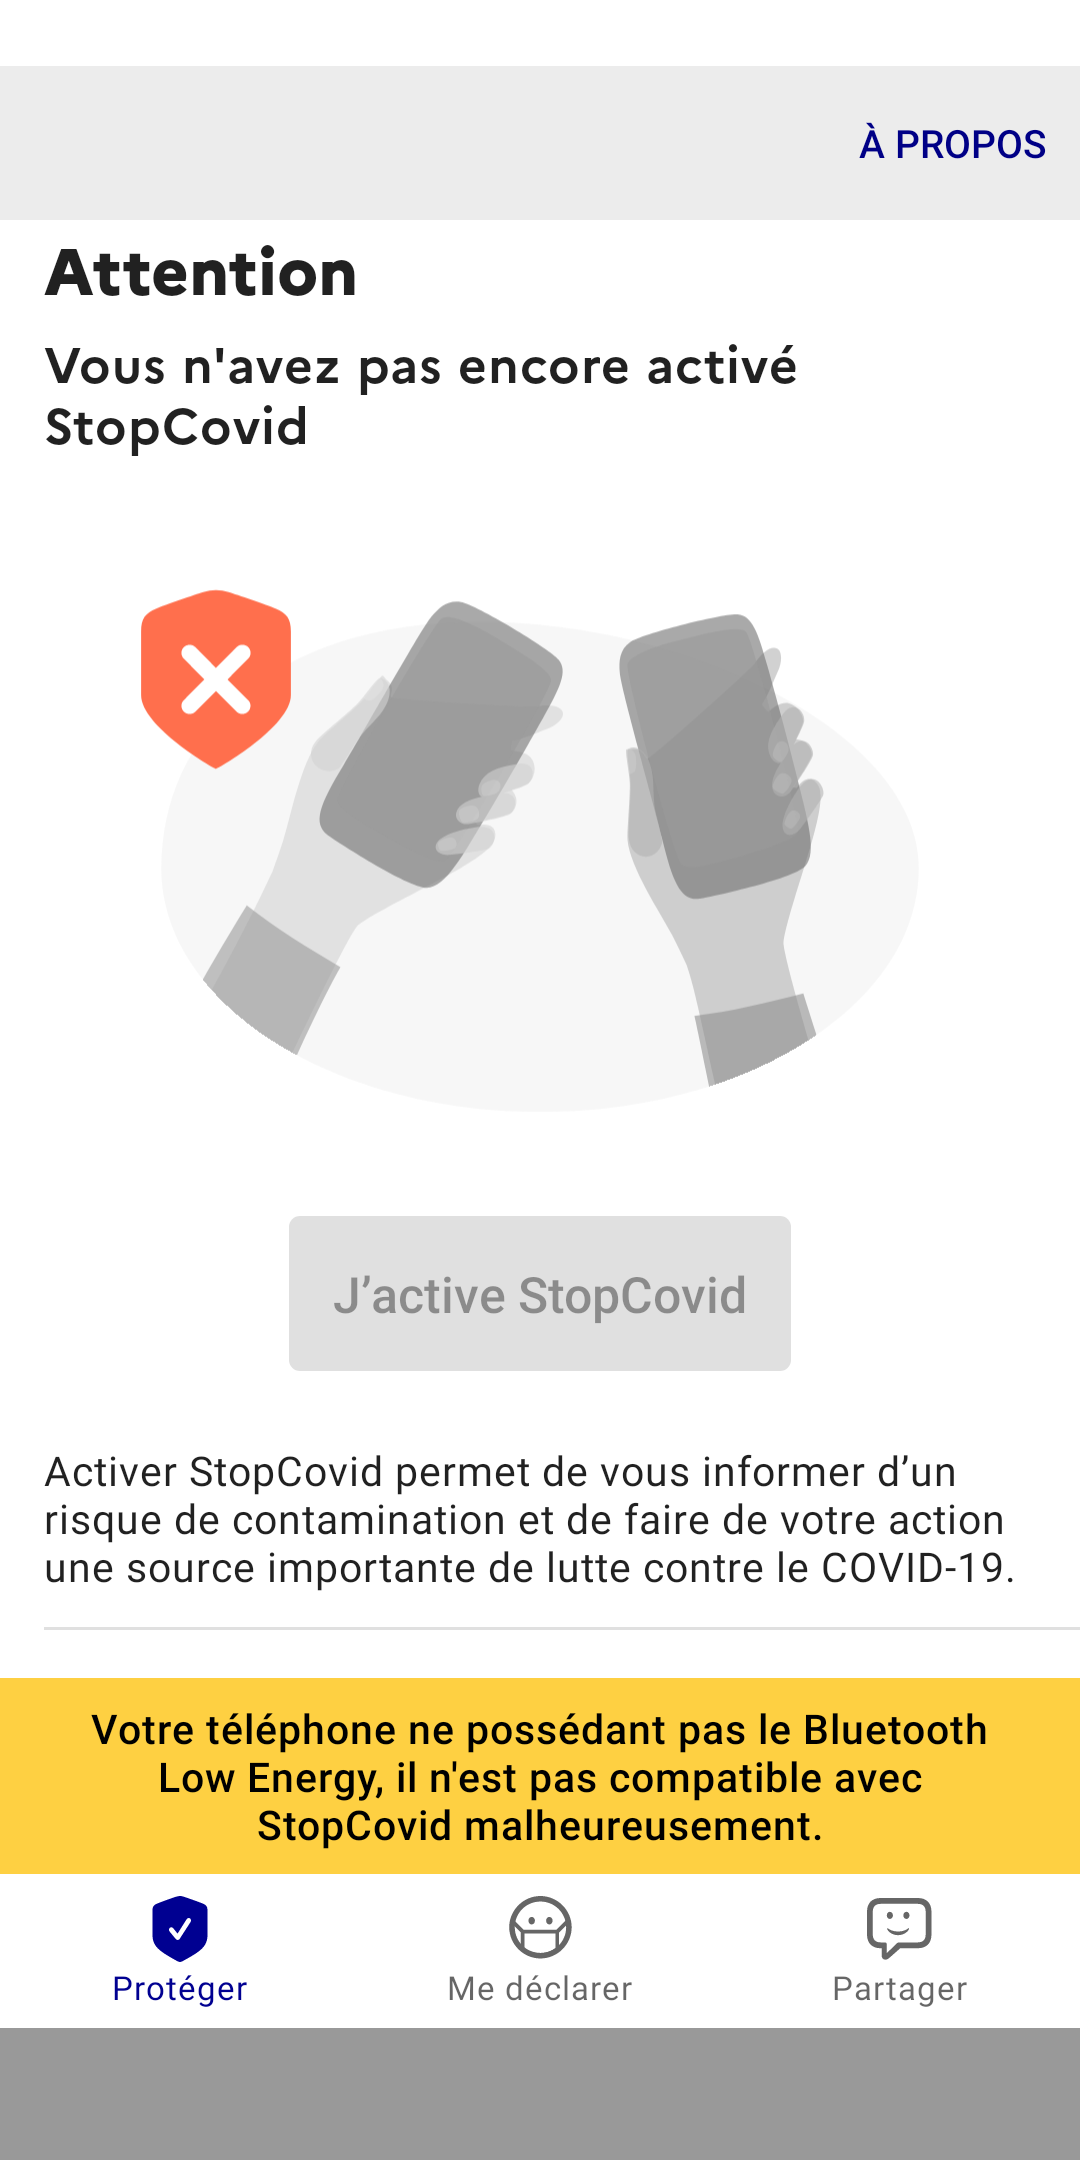 À PROPOS
Attention
Vous n'avez pas encore activé
StopCovid
J’active StopCovid
Activer StopCovid permet de vous informer d’un
risque de contamination et de faire de votre action
une source importante de lutte contre le COVID-19.
Votre téléphone ne possédant pas le Bluetooth
Low Energy, il n'est pas compatible avec
StopCovid malheureusement.
Protéger
Me déclarer
Partager